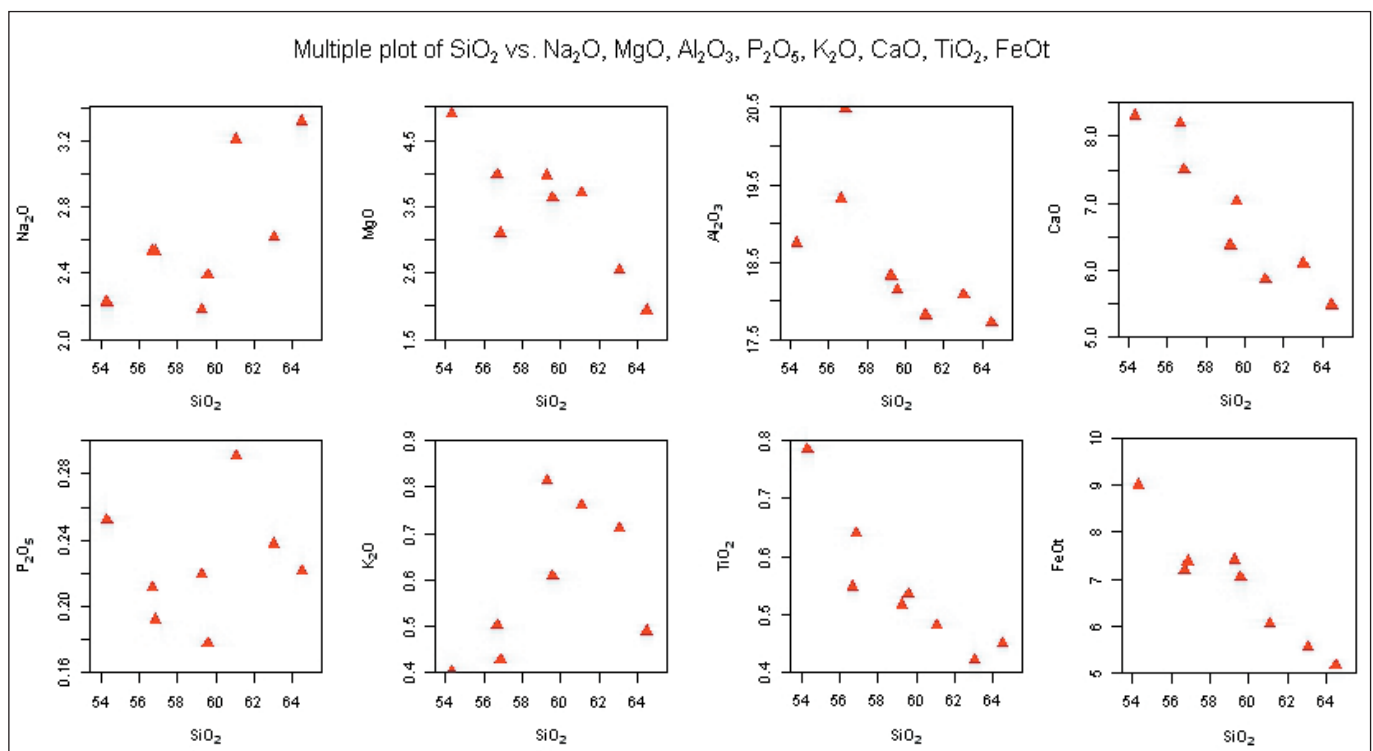 Multiple plot of SiO₂ vs. Na₂O, MgO, Al₂O₃, P₂O₅, K₂O, CaO, TiO₂, FeOt
Na₂O
2.0 2.4 2.8 3.2
54 56 58 60 62 64
SiO₂
MgO
1.5 2.5 3.5 4.5
54 56 58 60 62 64
SiO₂
Al₂O₃
17.5 18.5 19.5 20.5
54 56 58 60 62 64
SiO₂
CaO
5.0 6.0 7.0 8.0
54 56 58 60 62 64
SiO₂
P₂O₅
0.16 0.20 0.24 0.28
54 56 58 60 62 64
SiO₂
K₂O
0.4 0.5 0.6 0.7 0.8 0.9
54 56 58 60 62 64
SiO₂
TiO₂
0.4 0.5 0.6 0.7 0.8
54 56 58 60 62 64
SiO₂
FeOt
5 6 7 8 9 10
54 56 58 60 62 64
SiO₂